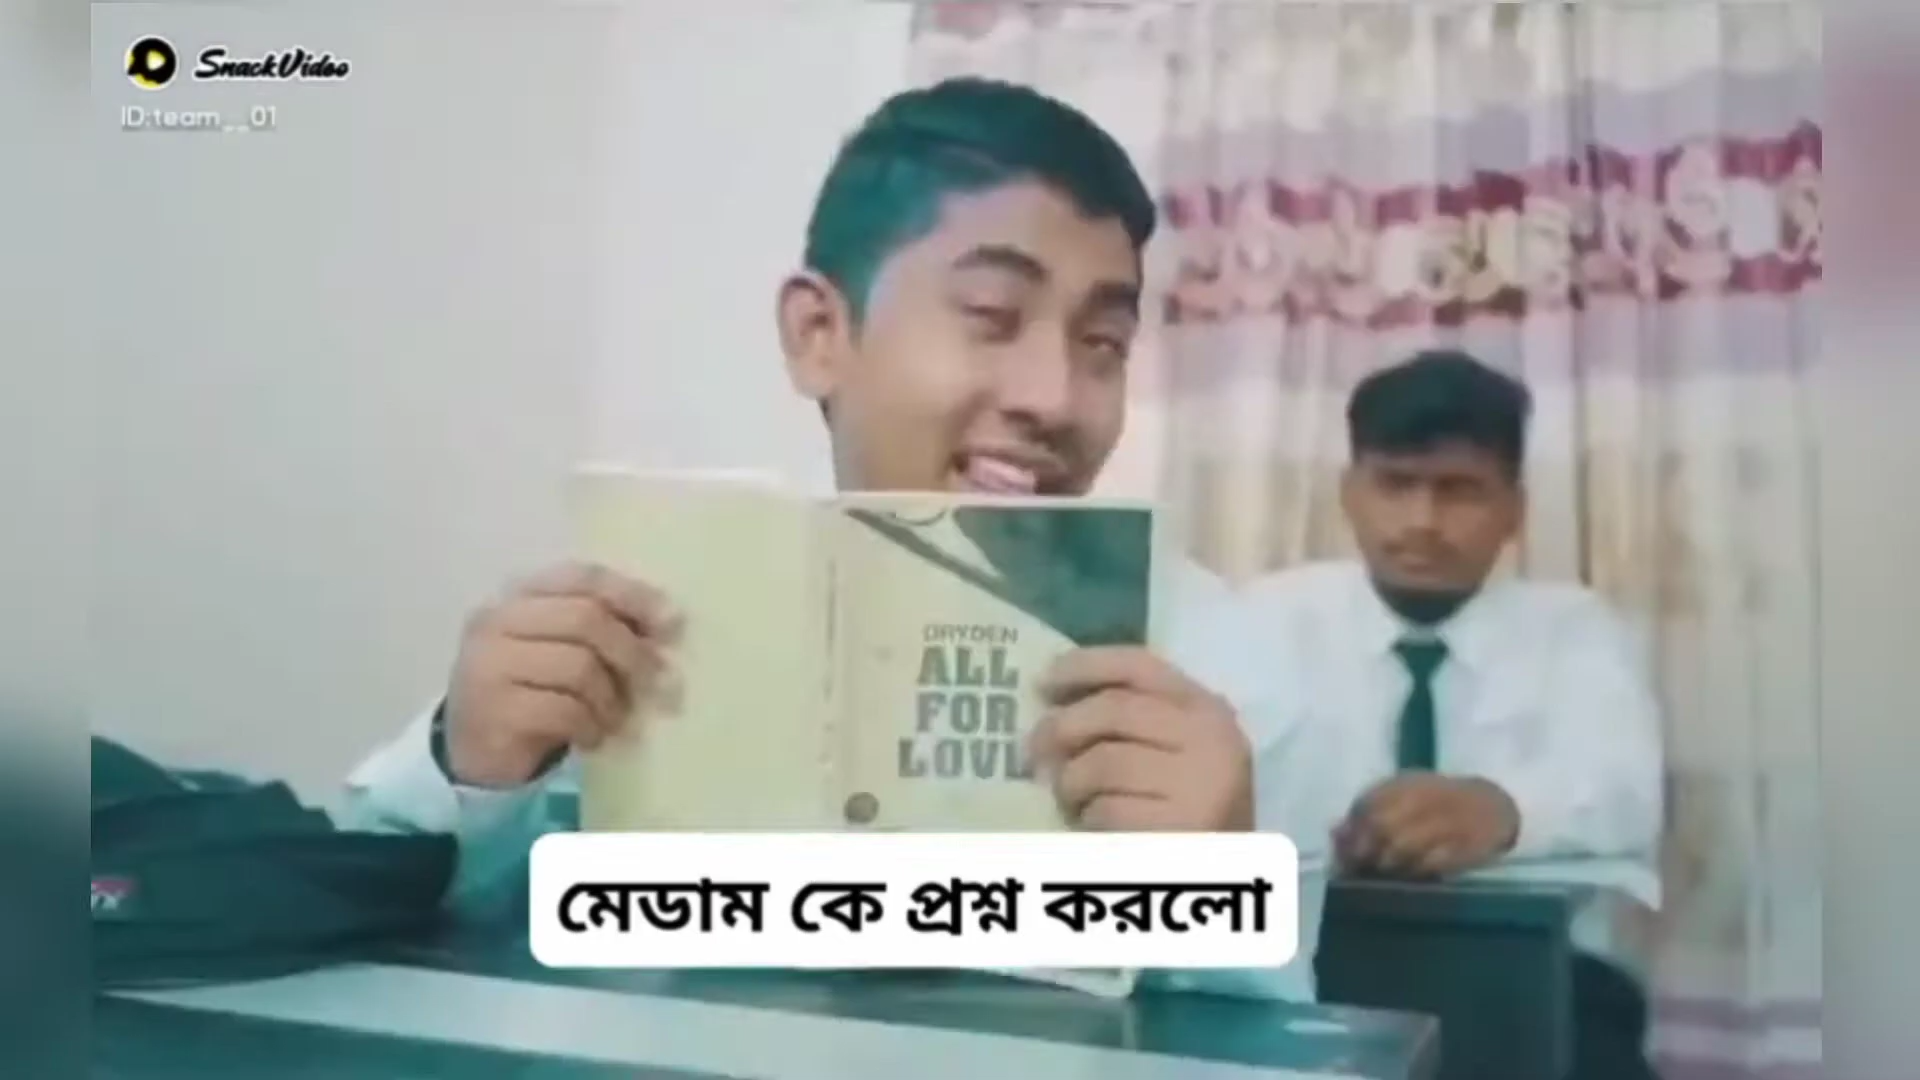 SnackVideo
ID:team__01
DRYDEN
ALL
FOR
LOVE
মেডাম কে প্রশ্ন করলো